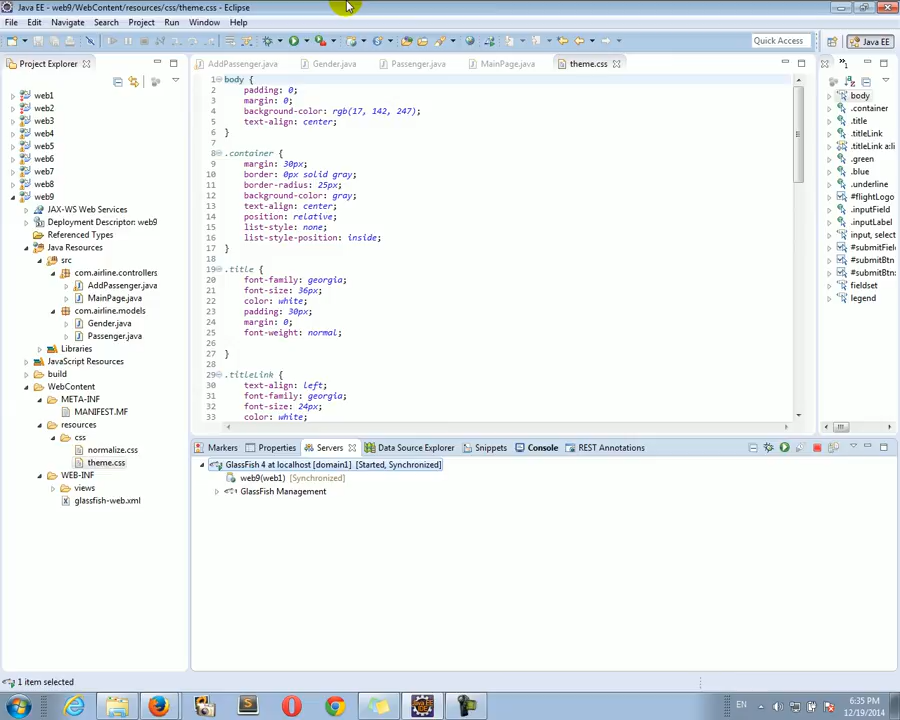 Java EE - web9/WebContent/resources/css/theme.css - Eclipse
File Edit Navigate Search Project Run Window Help
Quick Access
Java EE
Project Explorer
AddPassenger.java
Gender.java
Passenger.java
MainPage.java
theme.css
web1
web2
web3
web4
web5
web6
web7
web8
web9
JAX-WS Web Services
Deployment Descriptor: web9
Referenced Types
Java Resources
src
com.airline.controllers
AddPassenger.java
MainPage.java
com.airline.models
Gender.java
Passenger.java
Libraries
JavaScript Resources
build
WebContent
META-INF
MANIFEST.MF
resources
css
normalize.css
theme.css
WEB-INF
views
glassfish-web.xml
1 body {
2 padding: 0;
3 margin: 0;
4 background-color: rgb(17, 142, 247);
5 text-align: center;
6 }
7
8 .container {
9 margin: 30px;
10 border: 0px solid gray;
11 border-radius: 25px;
12 background-color: gray;
13 text-align: center;
14 position: relative;
15 list-style: none;
16 list-style-position: inside;
17 }
18
19 .title {
20 font-family: georgia;
21 font-size: 36px;
22 color: white;
23 padding: 30px;
24 margin: 0;
25 font-weight: normal;
26
27 }
28
29 .titleLink {
30 text-align: left;
31 font-family: georgia;
32 font-size: 24px;
33 color: white;
body
.container
.title
.titleLink
.titleLink a:li
.green
.blue
.underline
#flightLogo
.inputField
.inputLabel
input, select
#submitField
#submitBtn
#submitBtn:
fieldset
legend
Markers
Properties
Servers
Data Source Explorer
Snippets
Console
REST Annotations
GlassFish 4 at localhost [domain1] [Started, Synchronized]
web9(web1) [Synchronized]
GlassFish Management
1 item selected
EN
6:35 PM
12/19/2014